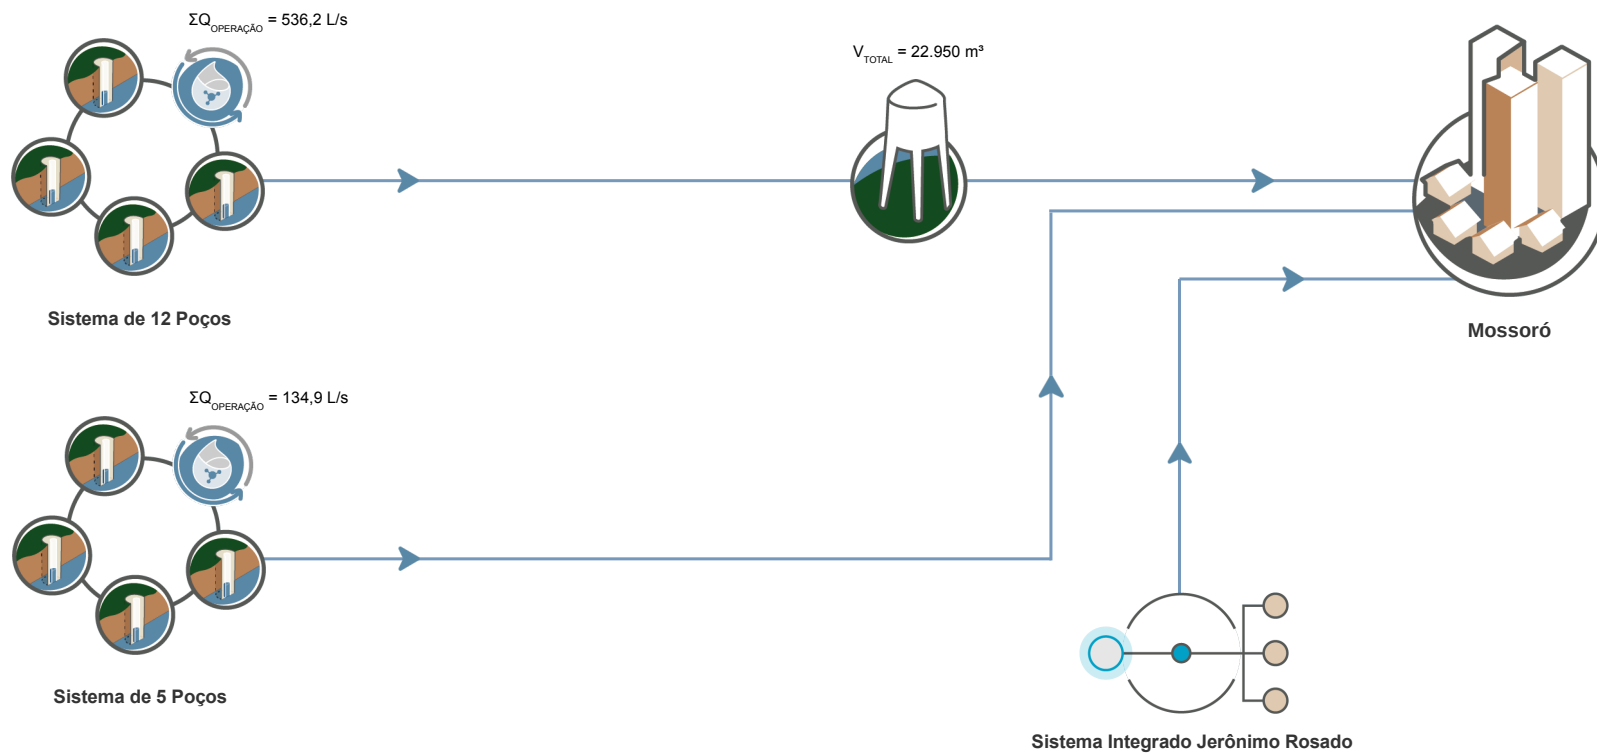 ΣQOPERAÇÃO = 536,2 L/s
VTOTAL = 22.950 m³
Sistema de 12 Poços
Mossoró
ΣQOPERAÇÃO = 134,9 L/s
Sistema de 5 Poços
Sistema Integrado Jerônimo Rosado